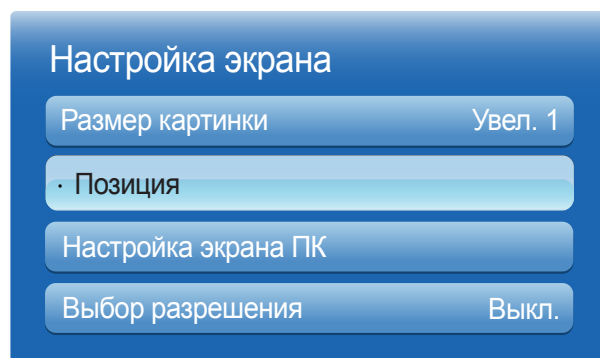 Настройка экрана
Размер картинки Увел. 1
· Позиция
Настройка экрана ПК
Выбор разрешения Выкл.